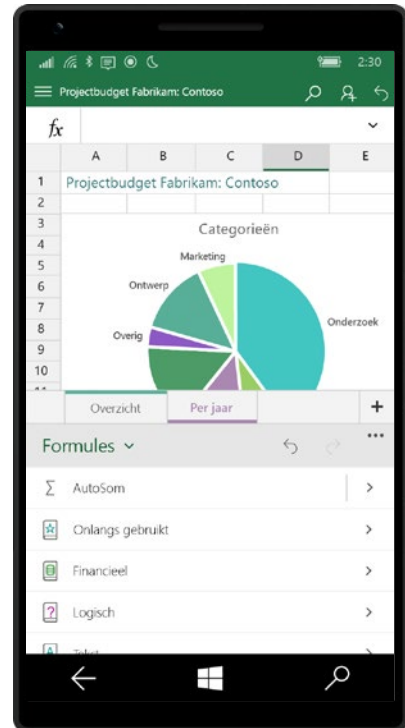 2:30
Projectbudget Fabrikam: Contoso
fx
A B C D E
1 Projectbudget Fabrikam: Contoso
2
3
Categorieën
4
Marketing
5
6
Ontwerp
7
Onderzoek
8
Overig
9
10
Overzicht Per jaar +
Formules
AutoSom
Onlangs gebruikt
Financieel
? Logisch